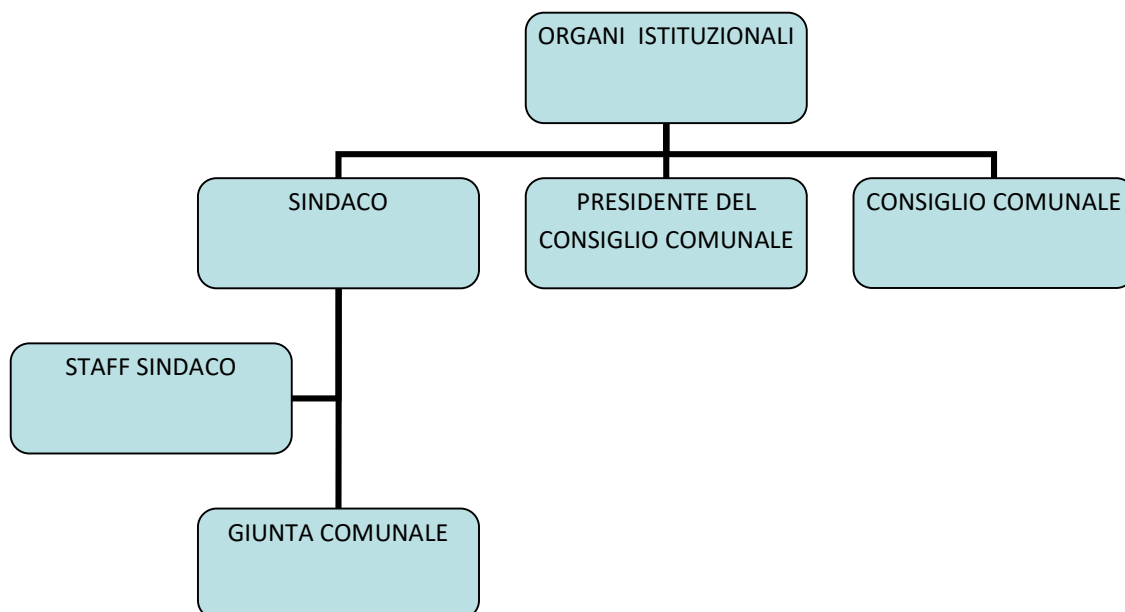 ORGANI ISTITUZIONALI
SINDACO
PRESIDENTE DEL
CONSIGLIO COMUNALE
CONSIGLIO COMUNALE
STAFF SINDACO
GIUNTA COMUNALE